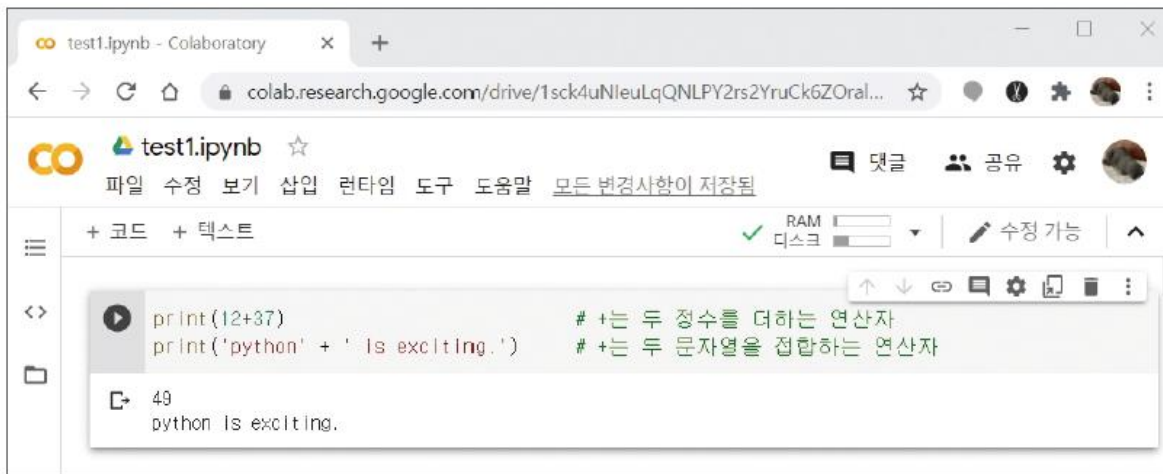 test1.ipynb - Colaboratory
colab.research.google.com/drive/1sck4uNIeuLqQNLPY2rs2YruCk6ZOral...
CO test1.ipynb
댓글 공유
파일 수정 보기 삽입 런타임 도구 도움말 모든 변경사항이 저장됨
+ 코드 + 텍스트
RAM
디스크
수정 가능
print(12+37) # +는 두 정수를 더하는 연산자
print('python' + ' is exciting.') # +는 두 문자열을 접합하는 연산자
49
python is exciting.